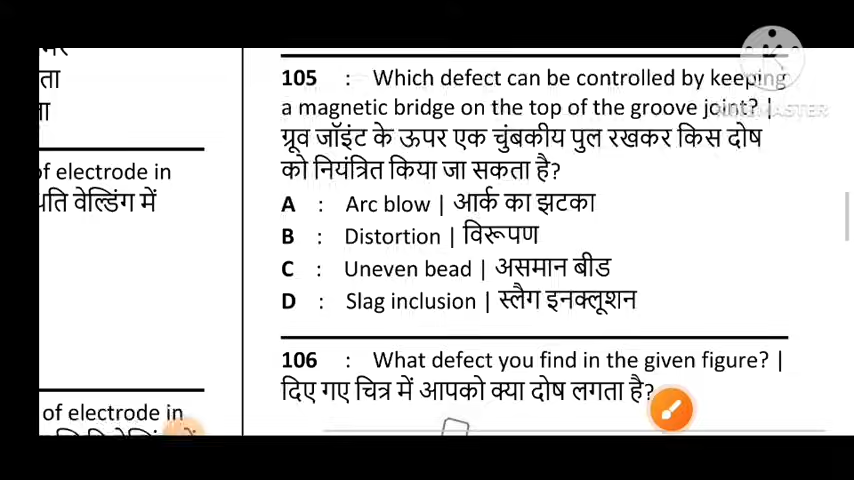 ता
of electrode in
वेल्डिंग में
of electrode in
105 : Which defect can be controlled by keeping
a magnetic bridge on the top of the groove joint? |
ग्रूव जॉइंट के ऊपर एक चुंबकीय पुल रखकर किस दोष
को नियंत्रित किया जा सकता है?
A : Arc blow | आर्क का झटका
B : Distortion | विरूपण
C : Uneven bead | असमान बीड
D : Slag inclusion | स्लैग इनक्लूशन
106 : What defect you find in the given figure? |
दिए गए चित्र में आपको क्या दोष लगता है?